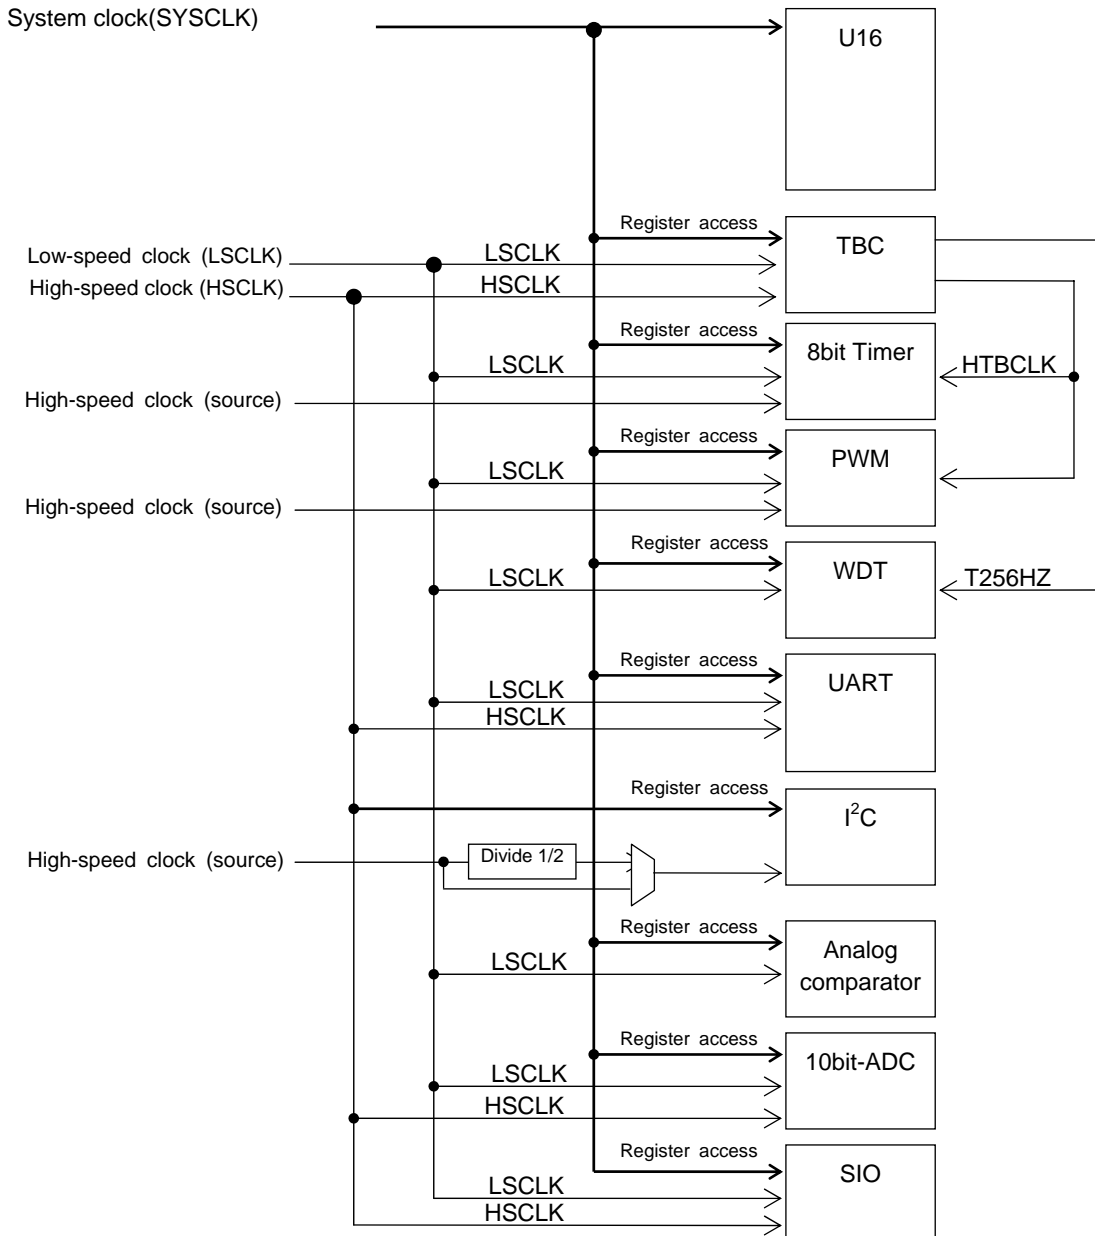 System clock(SYSCLK)
U16
Register access
TBC
Low-speed clock (LSCLK)
LSCLK
High-speed clock (HSCLK)
HSCLK
Register access
8bit Timer
LSCLK
HTBCLK
High-speed clock (source)
Register access
PWM
LSCLK
High-speed clock (source)
Register access
WDT
LSCLK
T256HZ
Register access
UART
LSCLK
HSCLK
Register access
I²C
High-speed clock (source)
Divide 1/2
Register access
Analog
comparator
LSCLK
Register access
10bit-ADC
LSCLK
HSCLK
Register access
SIO
LSCLK
HSCLK